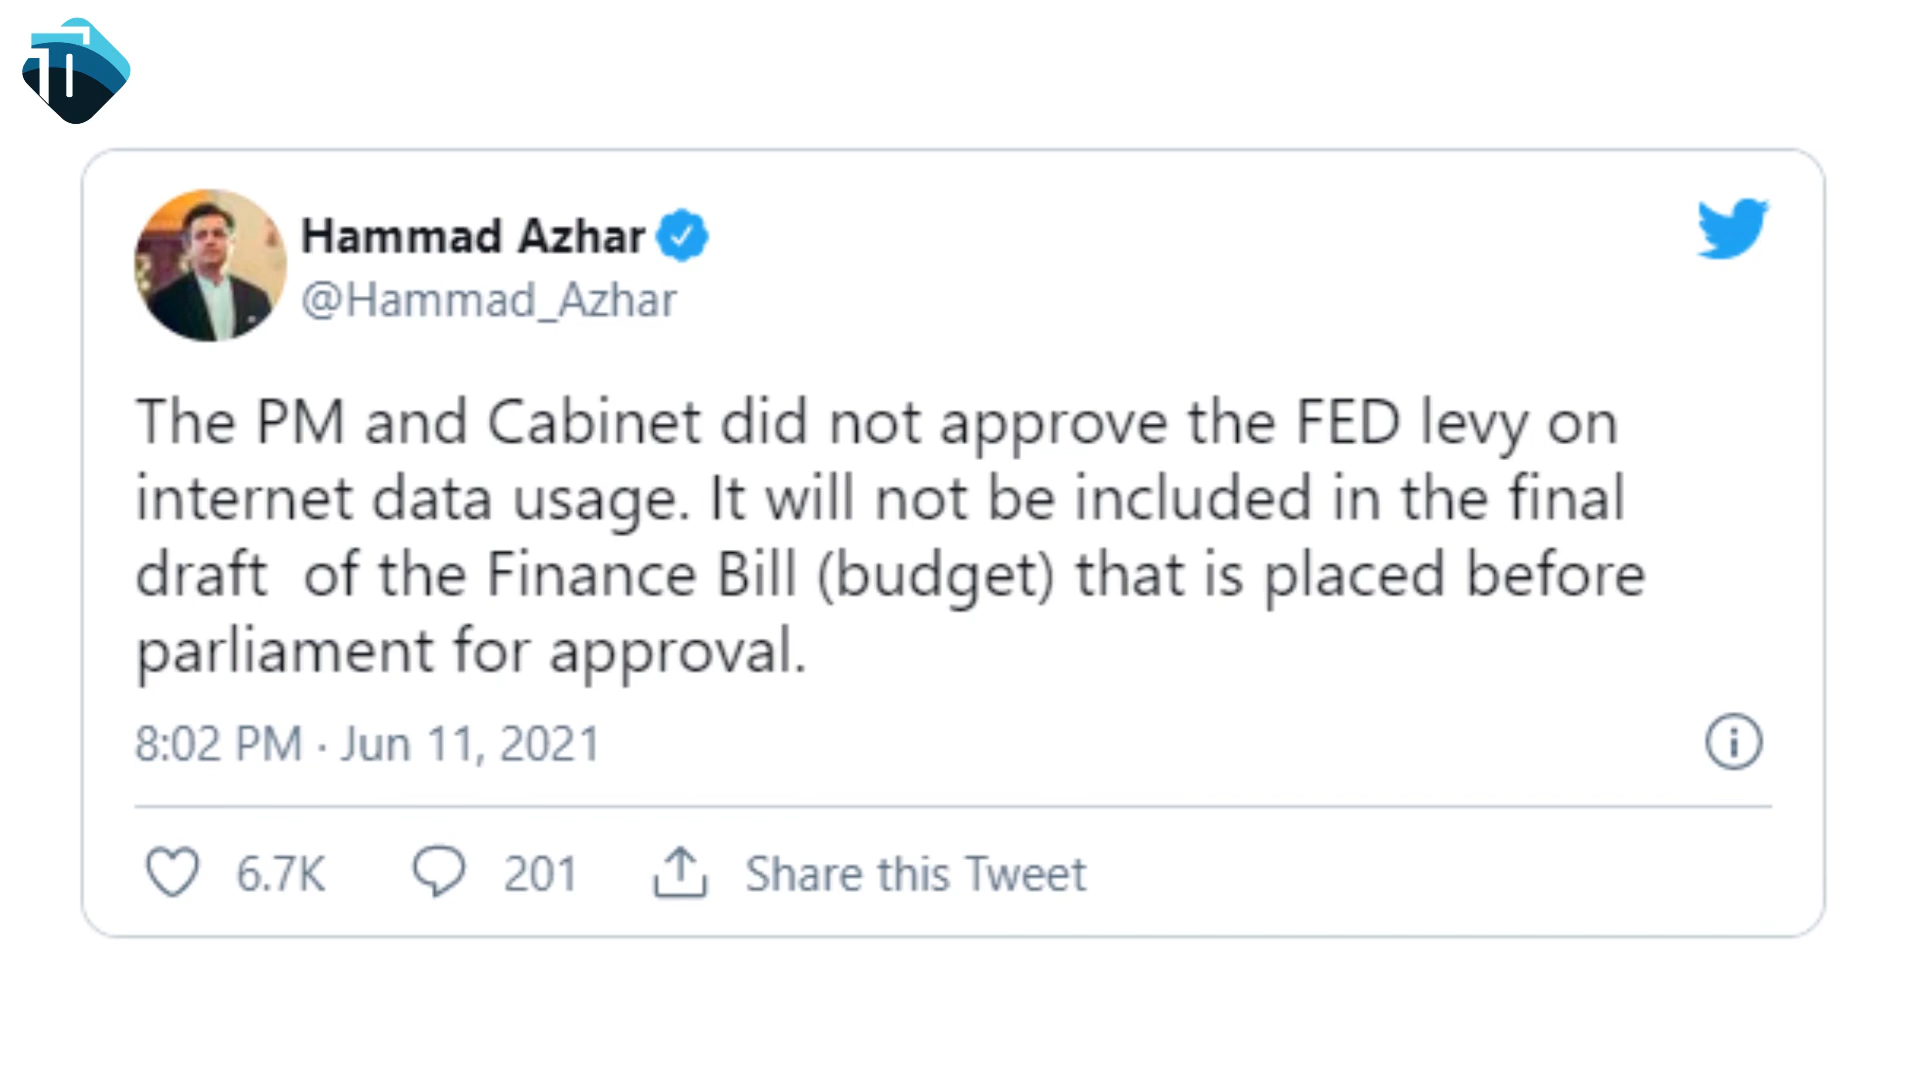 Hammad Azhar
@Hammad_Azhar
The PM and Cabinet did not approve the FED levy on
internet data usage. It will not be included in the final
draft  of the Finance Bill (budget) that is placed before
parliament for approval.
8:02 PM · Jun 11, 2021
6.7K 201 Share this Tweet